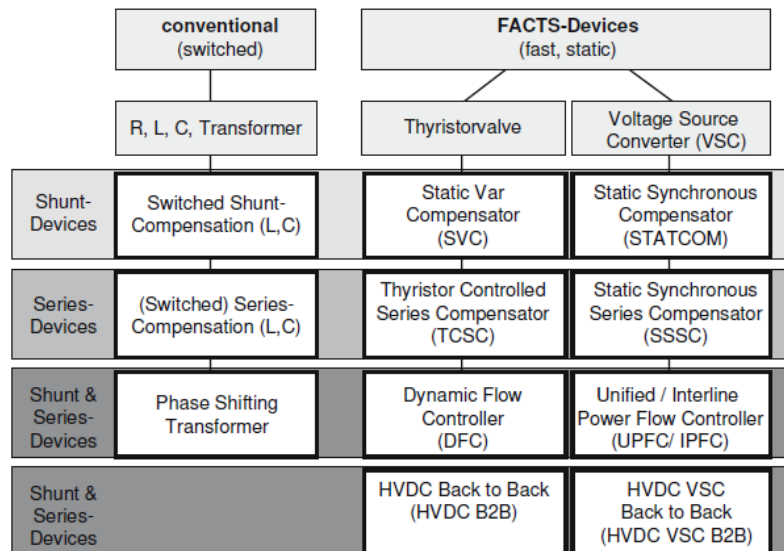 conventional
(switched)
FACTS-Devices
(fast, static)
R, L, C, Transformer
Thyristorvalve
Voltage Source
Converter (VSC)
Shunt-
Devices
Switched Shunt-
Compensation (L,C)
Static Var
Compensator
(SVC)
Static Synchronous
Compensator
(STATCOM)
Series-
Devices
(Switched) Series-
Compensation (L,C)
Thyristor Controlled
Series Compensator
(TCSC)
Static Synchronous
Series Compensator
(SSSC)
Shunt &
Series-
Devices
Phase Shifting
Transformer
Dynamic Flow
Controller
(DFC)
Unified / Interline
Power Flow Controller
(UPFC/ IPFC)
Shunt &
Series-
Devices
HVDC Back to Back
(HVDC B2B)
HVDC VSC
Back to Back
(HVDC VSC B2B)